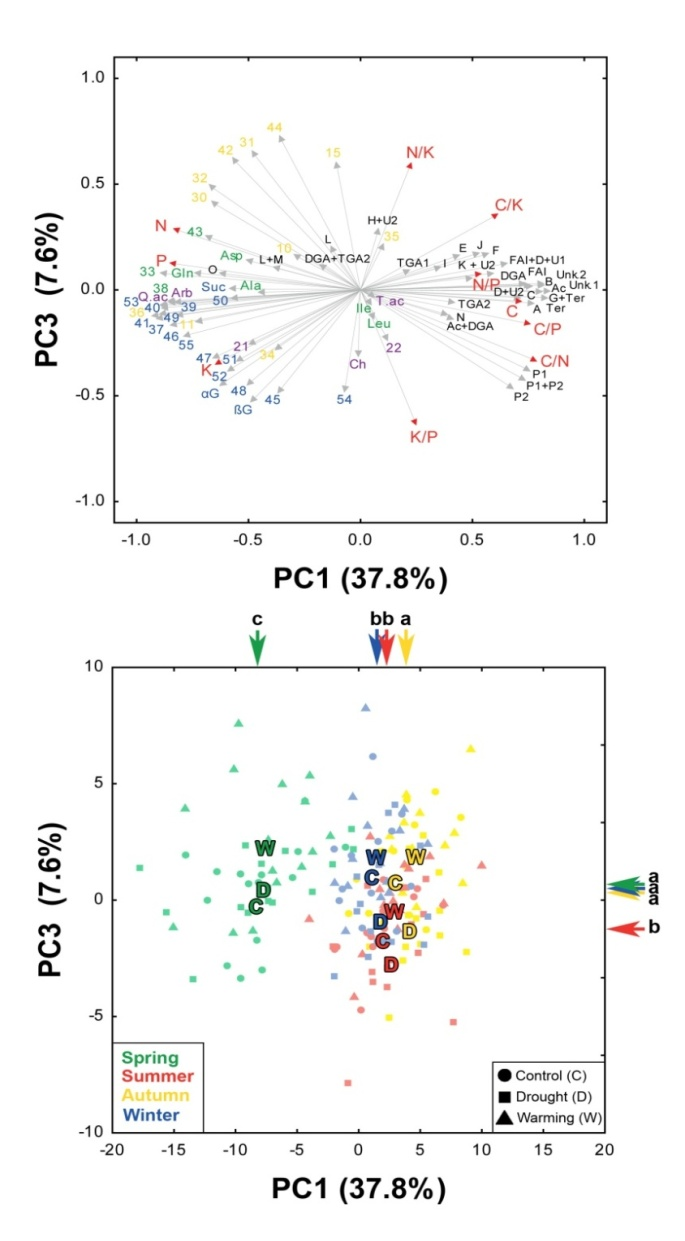 1.0
44
42 31
15
N/K
0.5
32
30
C/K
N
H+U2
43
L
35
E J F
10
Asp
L+M
DGA+TGA2
TGA1 I K + U2 FAI+D+U1
P
33 Gln O
DGA FAI Unk.2
N/P
B
38 Suc Ala
D+U2 C Ac Unk 1
0.0
53 Q.ac Arb
50
T.ac
G+Ter
40 39
Ile
TGA2 C A Ter
36 49
41 37 11
Leu
N
Ac+DGA
C/P
46
55
21
34
22
47 51
Ch
C/N
K 52
P1
αG 48
P1+P2
-0.5
ßG 45
54
P2
K/P
-1.0
-1.0 -0.5 0.0 0.5 1.0
PC3 (7.6%)
PC1 (37.8%)
c bb a
10
5
W W W
C C
D
a
a
a
0
C W
D D
b
C
D
-5
Spring
Summer
Autumn
Winter
Control (C)
Drought (D)
Warming (W)
-10
-20 -15 -10 -5 0 5 10 15 20
PC3 (7.6%)
PC1 (37.8%)